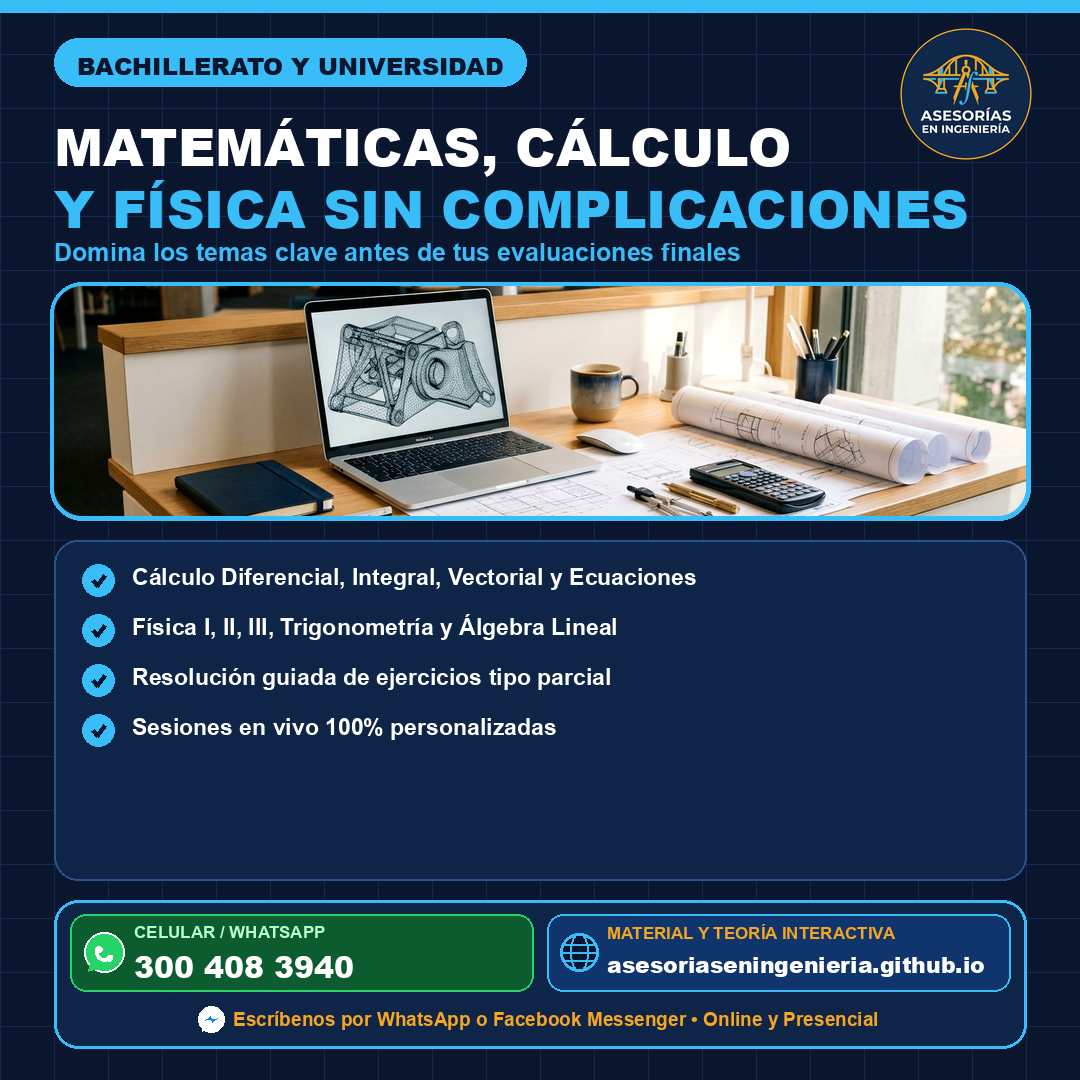 BACHILLERATO Y UNIVERSIDAD
ASESORÍAS
EN INGENIERÍA
MATEMÁTICAS, CÁLCULO
Y FÍSICA SIN COMPLICACIONES
Domina los temas clave antes de tus evaluaciones finales
Cálculo Diferencial, Integral, Vectorial y Ecuaciones
Física I, II, III, Trigonometría y Álgebra Lineal
Resolución guiada de ejercicios tipo parcial
Sesiones en vivo 100% personalizadas
CELULAR / WHATSAPP
300 408 3940
MATERIAL Y TEORÍA INTERACTIVA
asesoriaseningenieria.github.io
Escríbenos por WhatsApp o Facebook Messenger • Online y Presencial